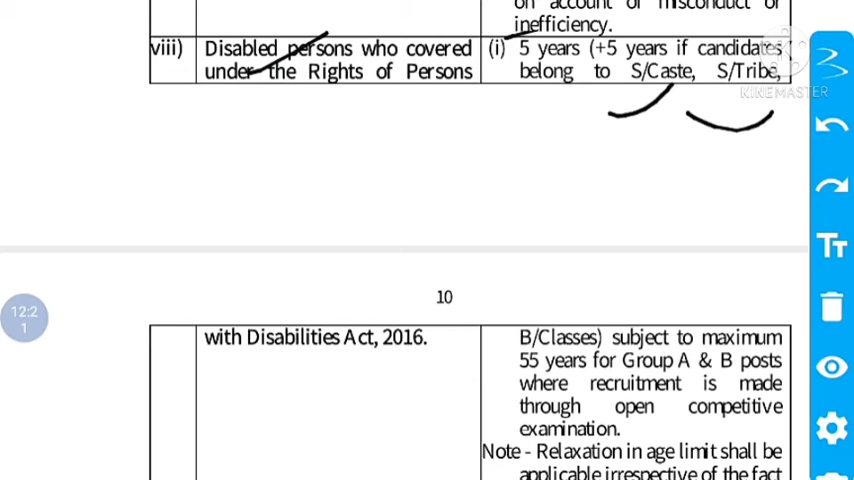 on account of misconduct or
inefficiency.
viii) Disabled persons who covered
under the Rights of Persons
(i) 5 years (+5 years if candidates
belong to S/Caste, S/Tribe,
KINEMASTER
12:2
1
10
with Disabilities Act, 2016.
B/Classes) subject to maximum
55 years for Group A & B posts
where recruitment is made
through open competitive
examination.
Note - Relaxation in age limit shall be
applicable irrespective of the fact
TT